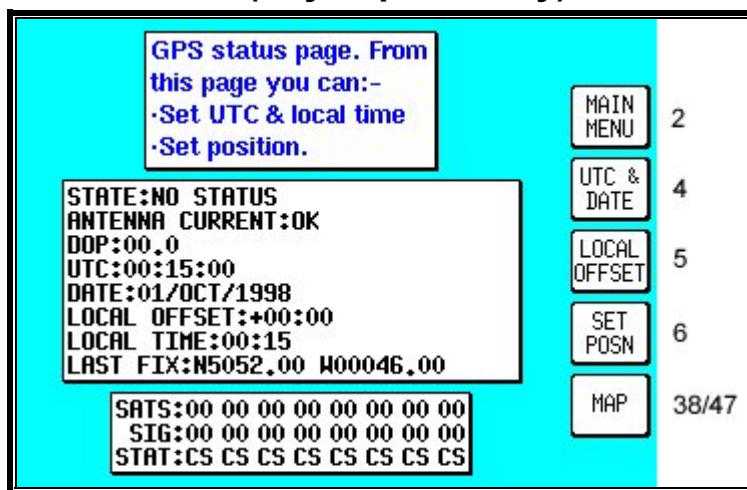 GPS status page. From
this page you can:-
·Set UTC & local time
·Set position.
MAIN
MENU
2
UTC &
DATE
4
LOCAL
OFFSET
5
SET
POSN
6
MAP
38/47
STATE:NO STATUS
ANTENNA CURRENT:OK
DOP:00.0
UTC:00:15:00
DATE:01/OCT/1998
LOCAL OFFSET:+00:00
LOCAL TIME:00:15
LAST FIX:N5052.00 W00046.00
SATS:00 00 00 00 00 00 00 00
SIG:00 00 00 00 00 00 00 00
STAT:CS CS CS CS CS CS CS CS